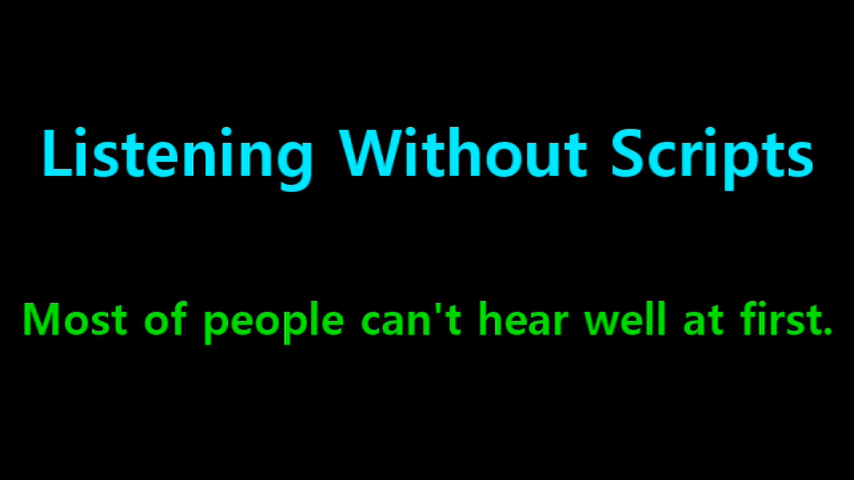 Listening Without Scripts
Most of people can't hear well at first.